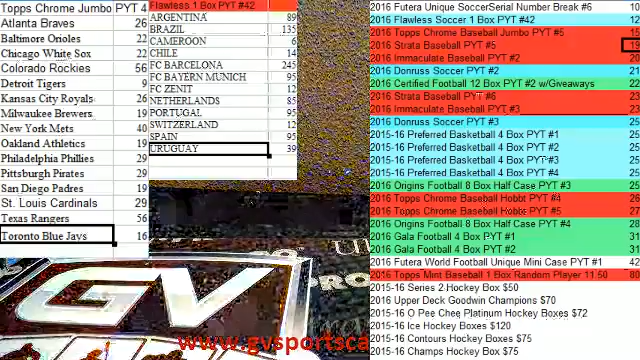 Topps Chrome Jumbo PYT 4
Atlanta Braves 26
Baltimore Orioles 22
Chicago White Sox 22
Colorado Rockies 56
Detroit Tigers 9
Kansas City Royals 26
Milwaukee Brewers 19
New York Mets 40
Oakland Athletics 19
Philadelphia Phillies 29
Pittsburgh Pirates 29
San Diego Padres 19
St. Louis Cardinals 29
Texas Rangers 56
Toronto Blue Jays 16
Flawless 1 Box PYT #42
ARGENTINA 89
BRAZIL 135
CAMEROON 6
CHILE 14
FC BARCELONA 245
FC BAYERN MUNICH 95
FC ZENIT 12
NETHERLANDS 85
PORTUGAL 95
SWITZERLAND 12
SPAIN 95
URUGUAY 39
2016 Futera Unique SoccerSerial Number Break #6 10
2016 Flawless Soccer 1 Box PYT #42 12
2016 Topps Chrome Baseball Jumbo PYT #5 15
2016 Strata Baseball PYT #5 19
2016 Immaculate Baseball PYT #2 20
2016 Donruss Soccer PYT #2 21
2016 Certified Football 12 Box PYT #2 w/Giveaways 22
2016 Strata Baseball PYT #6 23
2016 Immaculate Baseball PYT #3
2016 Donruss Soccer PYT #3 25
2015-16 Preferred Basketball 4 Box PYT #1 25
2015-16 Preferred Basketball 4 Box PYT #2 25
2015-16 Preferred Basketball 4 Box PYT #3 25
2015-16 Preferred Basketball 4 Box PYT #4 25
2016 Origins Football 8 Box Half Case PYT #3 25
2016 Topps Chrome Baseball Hobby PYT #4 26
2016 Topps Chrome Baseball Hobby PYT #5 27
2016 Origins Football 8 Box Half Case PYT #4 28
2016 Gala Football 4 Box PYT #1 31
2016 Gala Football 4 Box PYT #2 31
2016 Futera World Football Unique Mini Case PYT #1 42
2016 Topps Mint Baseball 1 Box Random Player 11.50
2015-16 Series 2 Hockey Box $50
2016 Upper Deck Goodwin Champions $70
2015-16 O Pee Chee Platinum Hockey Boxes $72
2015-16 Ice Hockey Boxes $120
2015-16 Contours Hockey Boxes $75
2015-16 Champs Hockey Box $75
GV
www.gvsportsca